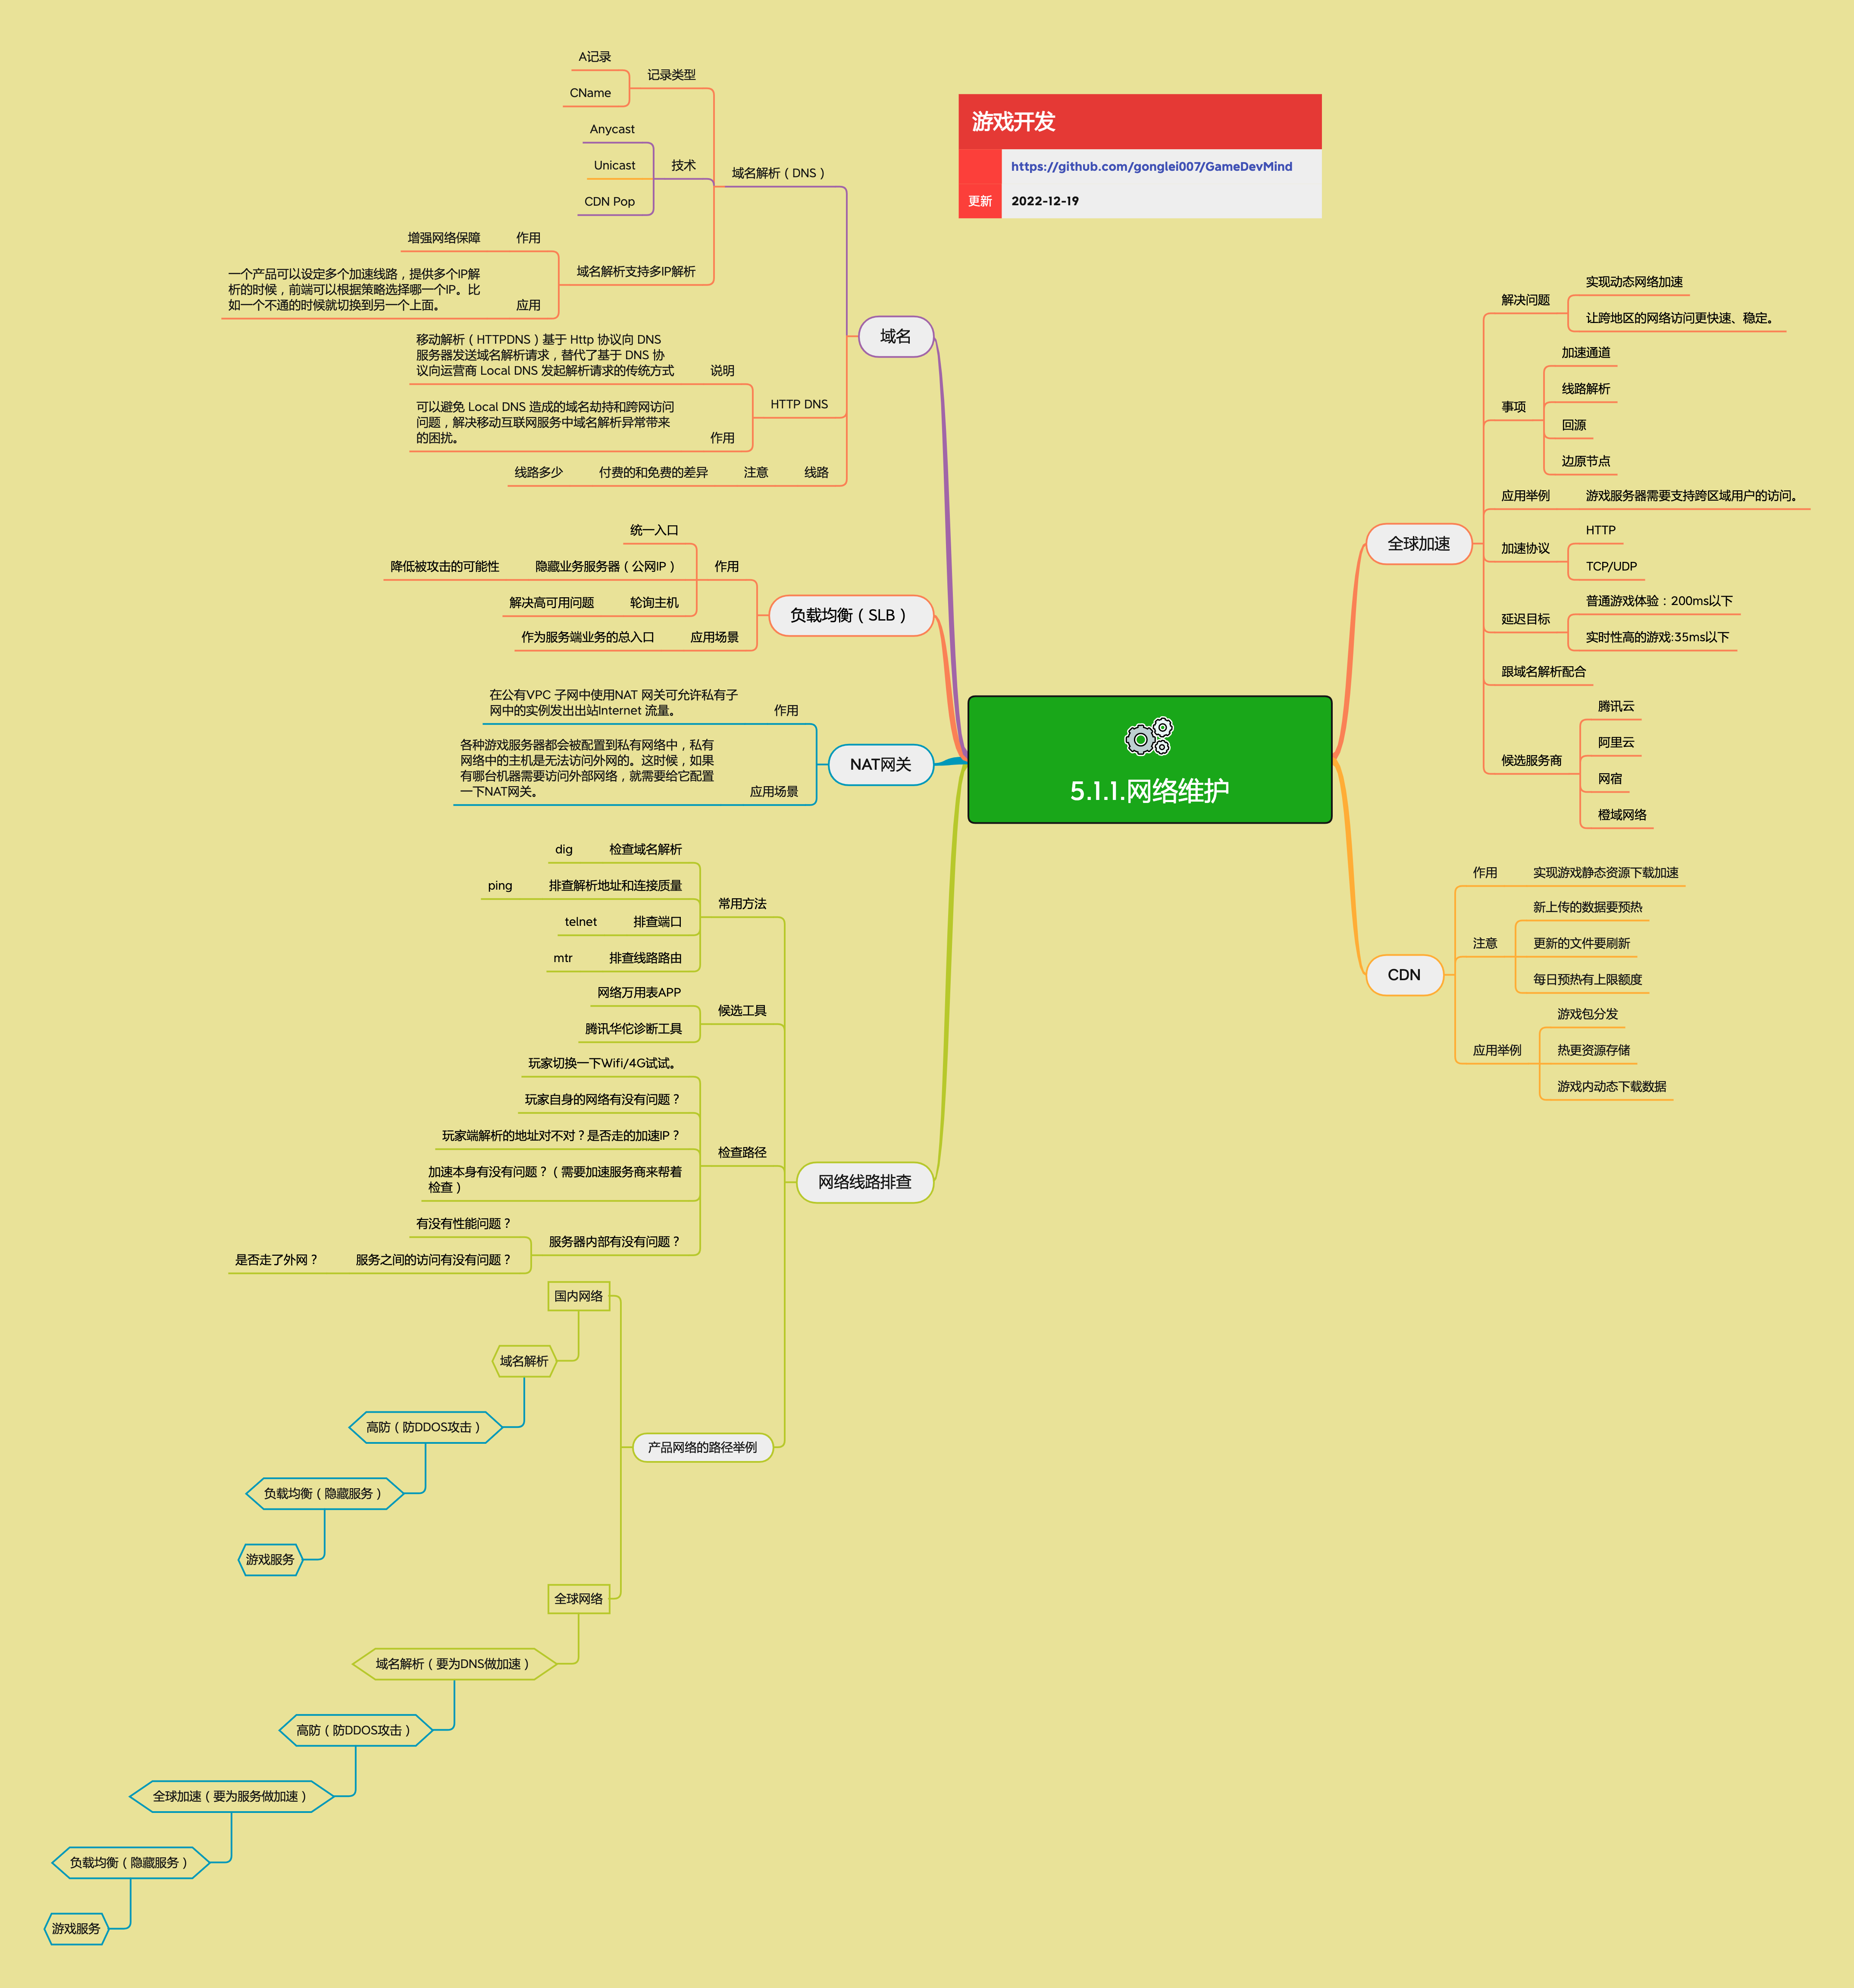 游戏开发
https://github.com/gonglei007/GameDevMind
更新
2022-12-19
5.1.1.网络维护
全球加速
解决问题
实现动态网络加速
让跨地区的网络访问更快速、稳定。
事项
加速通道
线路解析
回源
边原节点
应用举例
游戏服务器需要支持跨区域用户的访问。
加速协议
HTTP
TCP/UDP
延迟目标
普通游戏体验：200ms以下
实时性高的游戏:35ms以下
跟域名解析配合
候选服务商
腾讯云
阿里云
网宿
橙域网络
CDN
作用
实现游戏静态资源下载加速
注意
新上传的数据要预热
更新的文件要刷新
每日预热有上限额度
应用举例
游戏包分发
热更资源存储
游戏内动态下载数据
域名
域名解析（DNS）
记录类型
A记录
CName
技术
Anycast
Unicast
CDN Pop
域名解析支持多IP解析
作用
增强网络保障
应用
一个产品可以设定多个加速线路，提供多个IP解
析的时候，前端可以根据策略选择哪一个IP。比
如一个不通的时候就切换到另一个上面。
HTTP DNS
说明
移动解析（HTTPDNS）基于 Http 协议向 DNS
服务器发送域名解析请求，替代了基于 DNS 协
议向运营商 Local DNS 发起解析请求的传统方式
作用
可以避免 Local DNS 造成的域名劫持和跨网访问
问题，解决移动互联网服务中域名解析异常带来
的困扰。
线路
注意
付费的和免费的差异
线路多少
负载均衡（SLB）
作用
统一入口
隐藏业务服务器（公网IP）
降低被攻击的可能性
轮询主机
解决高可用问题
应用场景
作为服务端业务的总入口
NAT网关
作用
在公有VPC 子网中使用NAT 网关可允许私有子
网中的实例发出出站Internet 流量。
应用场景
各种游戏服务器都会被配置到私有网络中，私有
网络中的主机是无法访问外网的。这时候，如果
有哪台机器需要访问外部网络，就需要给它配置
一下NAT网关。
网络线路排查
常用方法
检查域名解析
dig
排查解析地址和连接质量
ping
排查端口
telnet
排查线路路由
mtr
候选工具
网络万用表APP
腾讯华佗诊断工具
检查路径
玩家切换一下Wifi/4G试试。
玩家自身的网络有没有问题？
玩家端解析的地址对不对？是否走的加速IP？
加速本身有没有问题？（需要加速服务商来帮着
检查）
服务器内部有没有问题？
有没有性能问题？
服务之间的访问有没有问题？
是否走了外网？
产品网络的路径举例
国内网络
域名解析
高防（防DDOS攻击）
负载均衡（隐藏服务）
游戏服务
全球网络
域名解析（要为DNS做加速）
高防（防DDOS攻击）
全球加速（要为服务做加速）
负载均衡（隐藏服务）
游戏服务